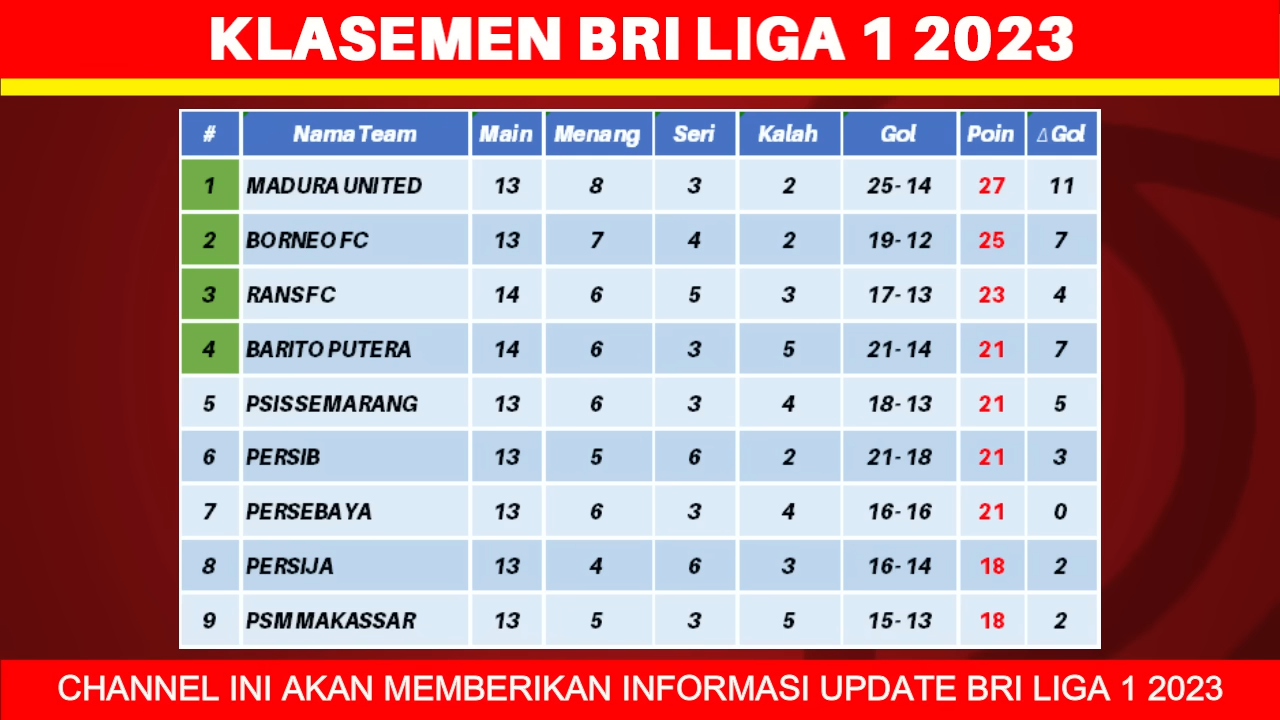 KLASEMEN BRI LIGA 1 2023
# Nama Team Main Menang Seri Kalah Gol Poin Δ Gol
1 MADURA UNITED 13 8 3 2 25-14 27 11
2 BORNEO FC 13 7 4 2 19-12 25 7
3 RANS FC 14 6 5 3 17-13 23 4
4 BARITO PUTERA 14 6 3 5 21-14 21 7
5 PSIS SEMARANG 13 6 3 4 18-13 21 5
6 PERSIB 13 5 6 2 21-18 21 3
7 PERSEBAYA 13 6 3 4 16-16 21 0
8 PERSIJA 13 4 6 3 16-14 18 2
9 PSM MAKASSAR 13 5 3 5 15-13 18 2
CHANNEL INI AKAN MEMBERIKAN INFORMASI UPDATE BRI LIGA 1 2023